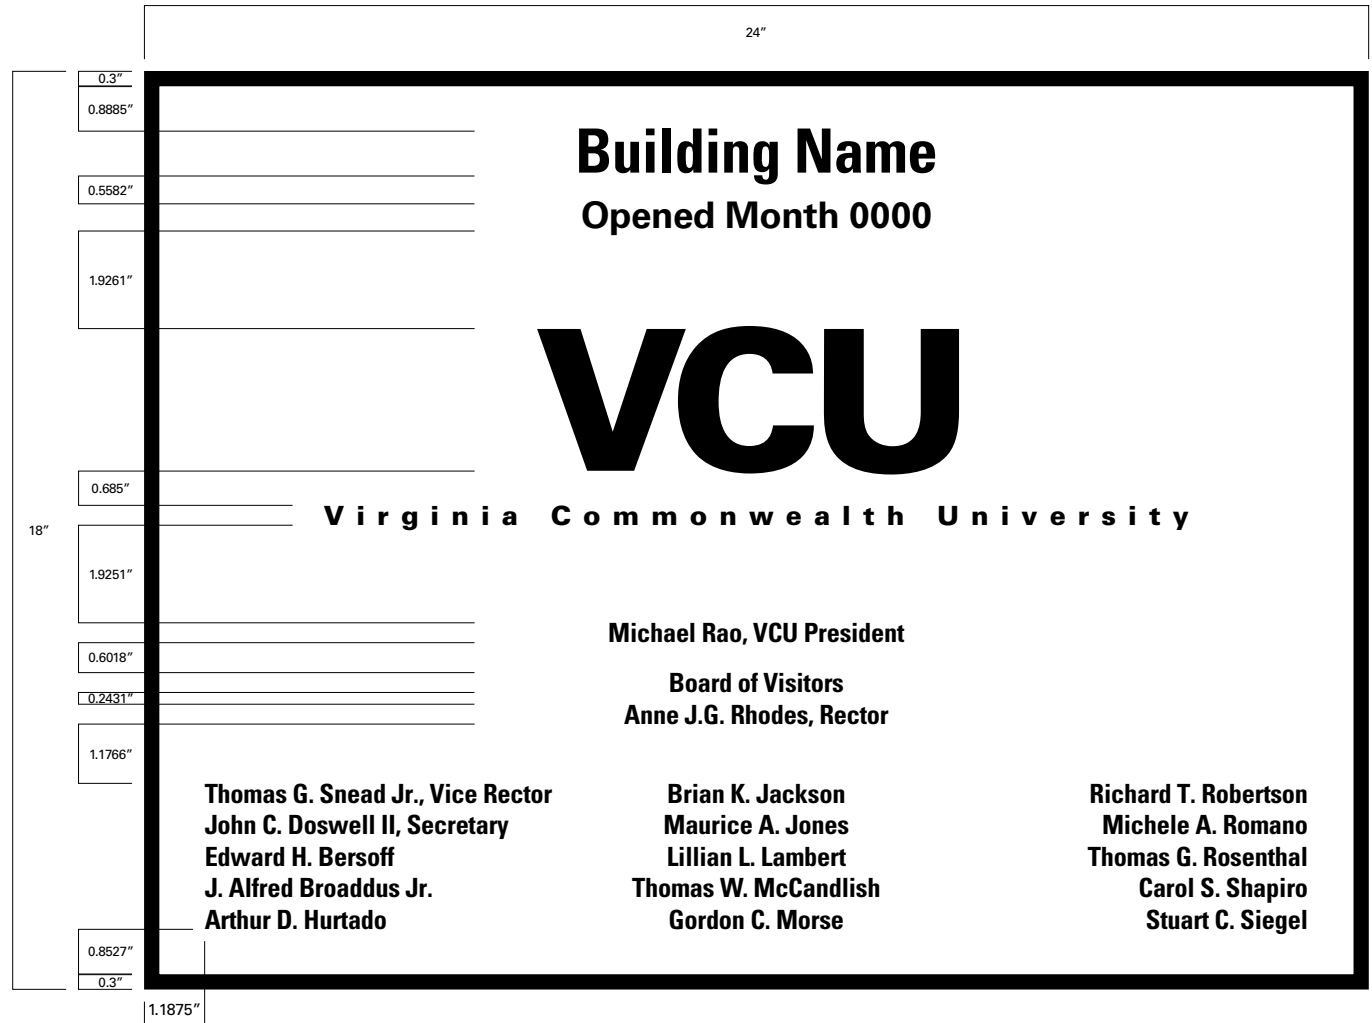 24″
0.3″
0.8885″
Building Name
0.5582″
Opened Month 0000
1.9261″
VCU
0.685″
Virginia Commonwealth University
18″
1.9251″
Michael Rao, VCU President
0.6018″
Board of Visitors
0.2431″
Anne J.G. Rhodes, Rector
1.1766″
Thomas G. Snead Jr., Vice Rector
John C. Doswell II, Secretary
Edward H. Bersoff
J. Alfred Broaddus Jr.
Arthur D. Hurtado
Brian K. Jackson
Maurice A. Jones
Lillian L. Lambert
Thomas W. McCandlish
Gordon C. Morse
Richard T. Robertson
Michele A. Romano
Thomas G. Rosenthal
Carol S. Shapiro
Stuart C. Siegel
0.8527″
0.3″
1.1875″